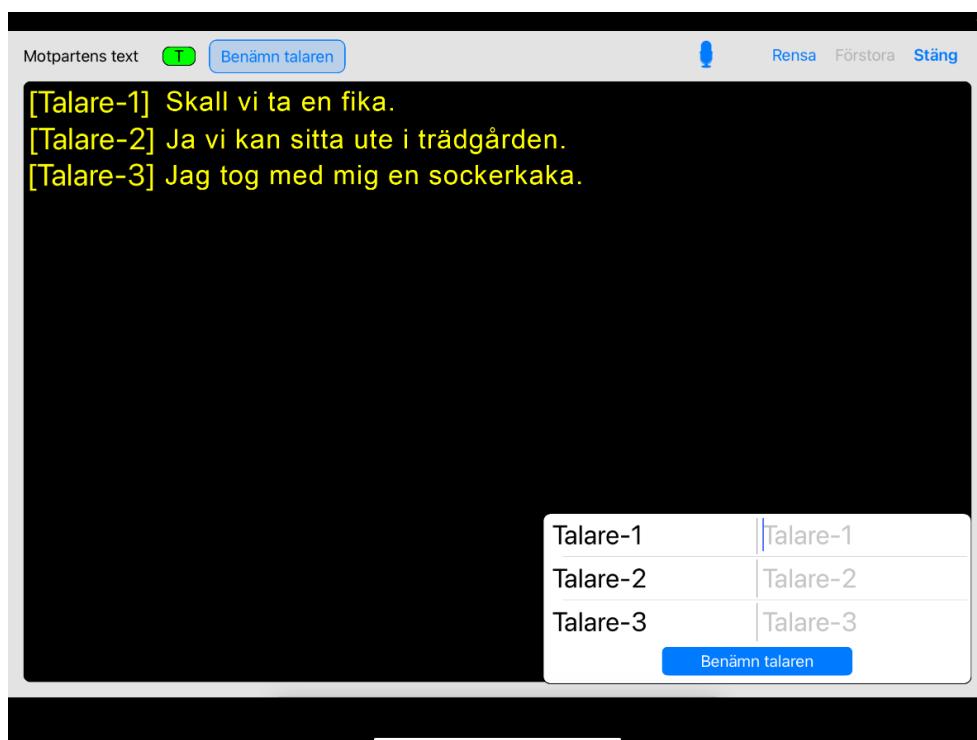 Motpartens text T Benämn talaren Rensa Förstora Stäng
[Talare-1] Skall vi ta en fika.
[Talare-2] Ja vi kan sitta ute i trädgården.
[Talare-3] Jag tog med mig en sockerkaka.
Talare-1 Talare-1
Talare-2 Talare-2
Talare-3 Talare-3
Benämn talaren